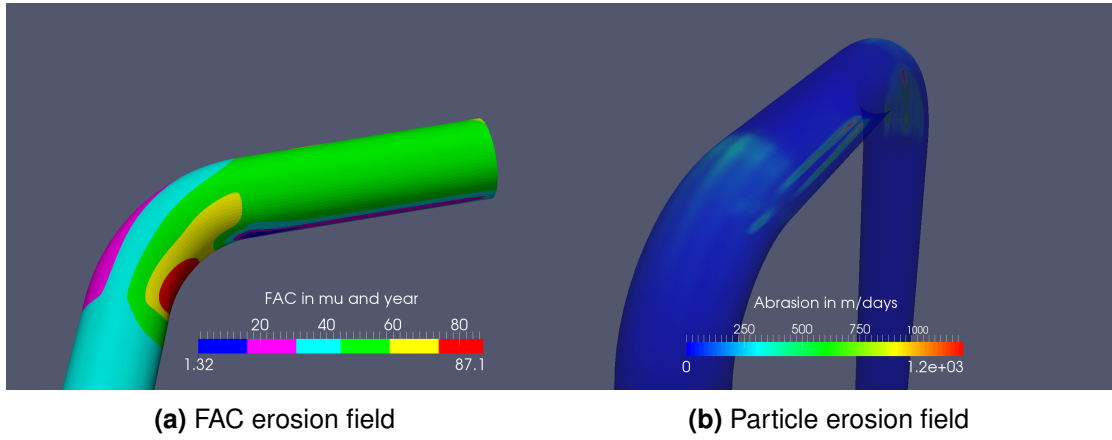 FAC in mu and year
20 40 60 80
1.32 87.1
Abrasion in m/days
250 500 750 1000
0 1.2e+03
(a) FAC erosion field
(b) Particle erosion field